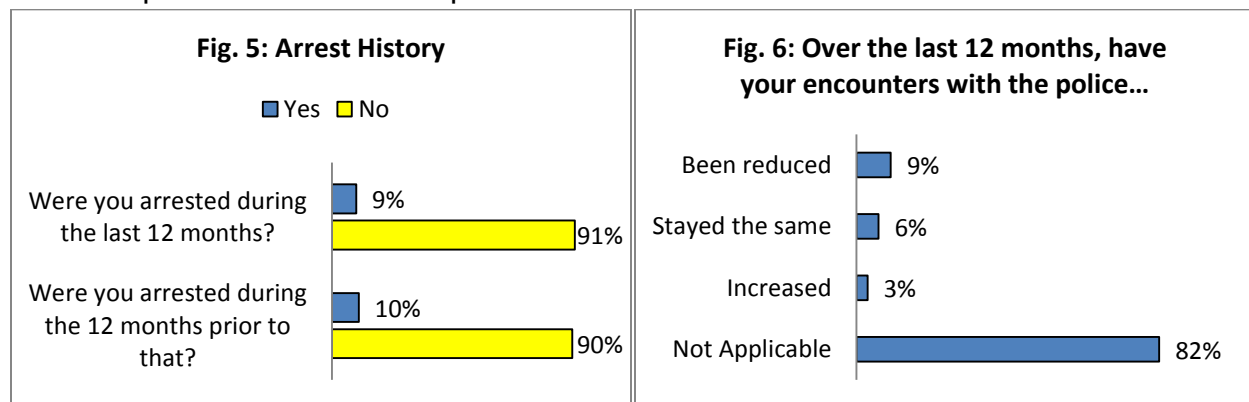 Fig. 5: Arrest History
Yes No
Were you arrested during
the last 12 months?
9%
91%
Were you arrested during
the 12 months prior to
that?
10%
90%
Fig. 6: Over the last 12 months, have
your encounters with the police…
Been reduced
9%
Stayed the same
6%
Increased
3%
Not Applicable
82%